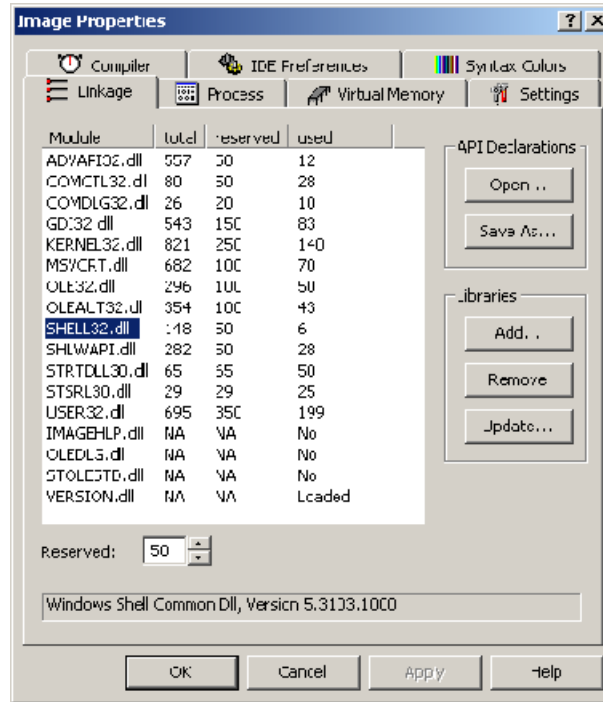 Image Properties
Compiler IDE Preferences Syntax Colors
Linkage Process Virtual Memory Settings
Module total reserved used
ADVAPI32.dll 557 50 12
COMCTL32.dll 80 50 28
COMDLG32.dll 26 20 10
GDI32.dll 543 150 83
KERNEL32.dll 821 250 140
MSVCRT.dll 682 100 70
OLE32.dll 296 100 50
OLEAUT32.dll 354 100 43
SHELL32.dll 148 50 6
SHLWAPI.dll 282 50 28
STRTDLL30.dll 65 65 50
STSRL30.dll 29 29 25
USER32.dll 695 350 199
IMAGEHLP.dll NA NA No
OLEDLG.dll NA NA No
STOLESTD.dll NA NA No
VERSION.dll NA NA Loaded
API Declarations
Open...
Save As...
Libraries
Add...
Remove
Update...
Reserved: 50
Windows Shell Common Dll, Version 5.3103.1000
OK Cancel Apply Help